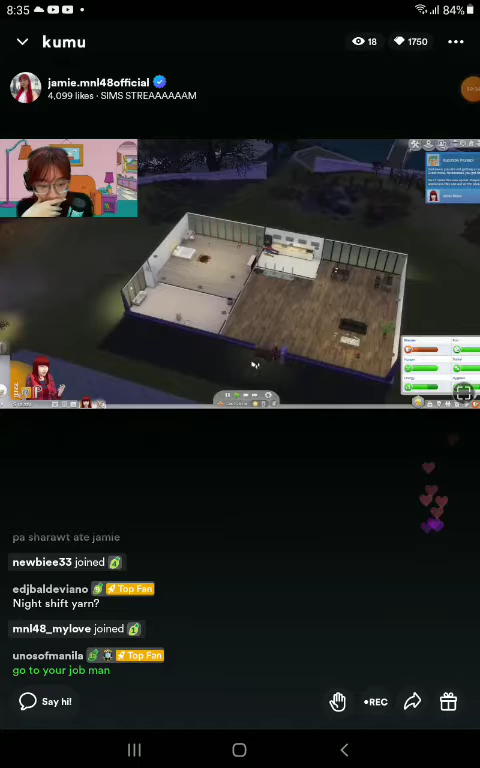 8:35
84%
kumu
18
1750
jamie.mnl48official
4,099 likes · SIMS STREAAAAAAM
pa sharawt ate jamie
newbiee33 joined
edjbaldeviano Top Fan
Night shift yarn?
mnl48_mylove joined
unosofmanila Top Fan
go to your job man
Say hi!
•REC